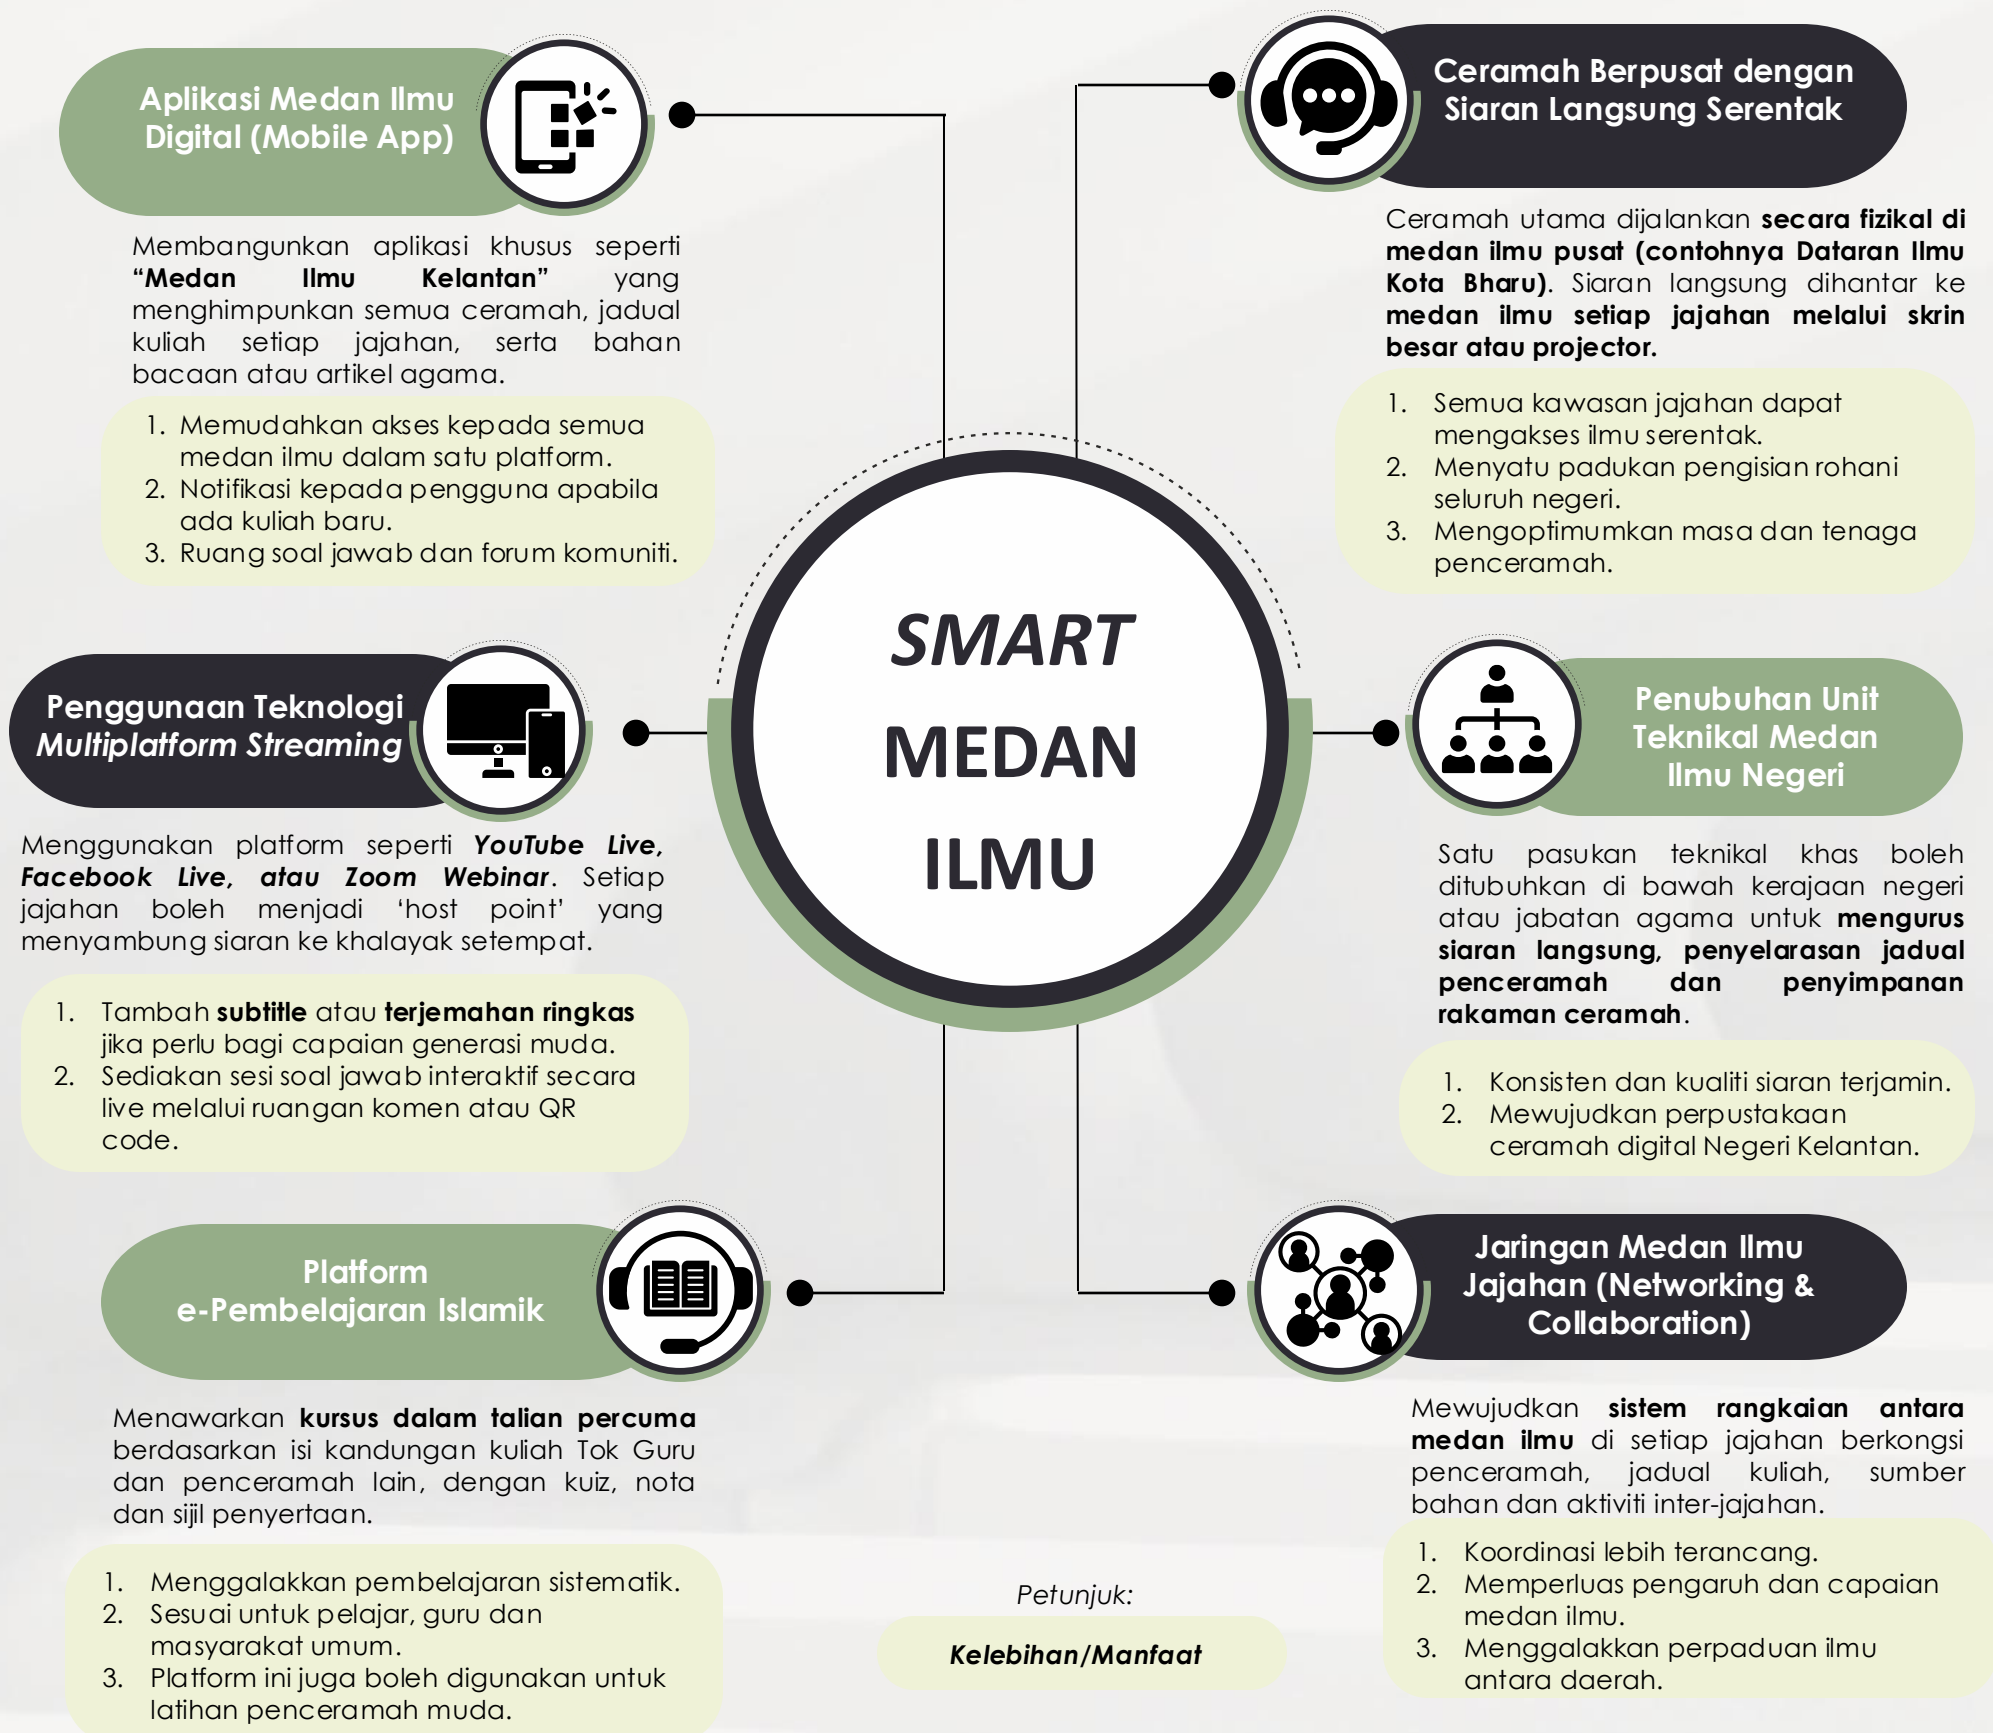 Aplikasi Medan Ilmu
Digital (Mobile App)
Membangunkan aplikasi khusus seperti
“Medan Ilmu Kelantan” yang
menghimpunkan semua ceramah, jadual
kuliah setiap jajahan, serta bahan
bacaan atau artikel agama.
1. Memudahkan akses kepada semua
medan ilmu dalam satu platform.
2. Notifikasi kepada pengguna apabila
ada kuliah baru.
3. Ruang soal jawab dan forum komuniti.
Penggunaan Teknologi
Multiplatform Streaming
Menggunakan platform seperti YouTube Live,
Facebook Live, atau Zoom Webinar. Setiap
jajahan boleh menjadi ‘host point’ yang
menyambung siaran ke khalayak setempat.
1. Tambah subtitle atau terjemahan ringkas
jika perlu bagi capaian generasi muda.
2. Sediakan sesi soal jawab interaktif secara
live melalui ruangan komen atau QR
code.
Platform
e-Pembelajaran Islamik
Menawarkan kursus dalam talian percuma
berdasarkan isi kandungan kuliah Tok Guru
dan penceramah lain, dengan kuiz, nota
dan sijil penyertaan.
1. Menggalakkan pembelajaran sistematik.
2. Sesuai untuk pelajar, guru dan
masyarakat umum.
3. Platform ini juga boleh digunakan untuk
latihan penceramah muda.
SMART
MEDAN
ILMU
Petunjuk:
Kelebihan/Manfaat
Ceramah Berpusat dengan
Siaran Langsung Serentak
Ceramah utama dijalankan secara fizikal di
medan ilmu pusat (contohnya Dataran Ilmu
Kota Bharu). Siaran langsung dihantar ke
medan ilmu setiap jajahan melalui skrin
besar atau projector.
1. Semua kawasan jajahan dapat
mengakses ilmu serentak.
2. Menyatu padukan pengisian rohani
seluruh negeri.
3. Mengoptimumkan masa dan tenaga
penceramah.
Penubuhan Unit
Teknikal Medan
Ilmu Negeri
Satu pasukan teknikal khas boleh
ditubuhkan di bawah kerajaan negeri
atau jabatan agama untuk mengurus
siaran langsung, penyelarasan jadual
penceramah dan penyimpanan
rakaman ceramah.
1. Konsisten dan kualiti siaran terjamin.
2. Mewujudkan perpustakaan
ceramah digital Negeri Kelantan.
Jaringan Medan Ilmu
Jajahan (Networking &
Collaboration)
Mewujudkan sistem rangkaian antara
medan ilmu di setiap jajahan berkongsi
penceramah, jadual kuliah, sumber
bahan dan aktiviti inter-jajahan.
1. Koordinasi lebih terancang.
2. Memperluas pengaruh dan capaian
medan ilmu.
3. Menggalakkan perpaduan ilmu
antara daerah.